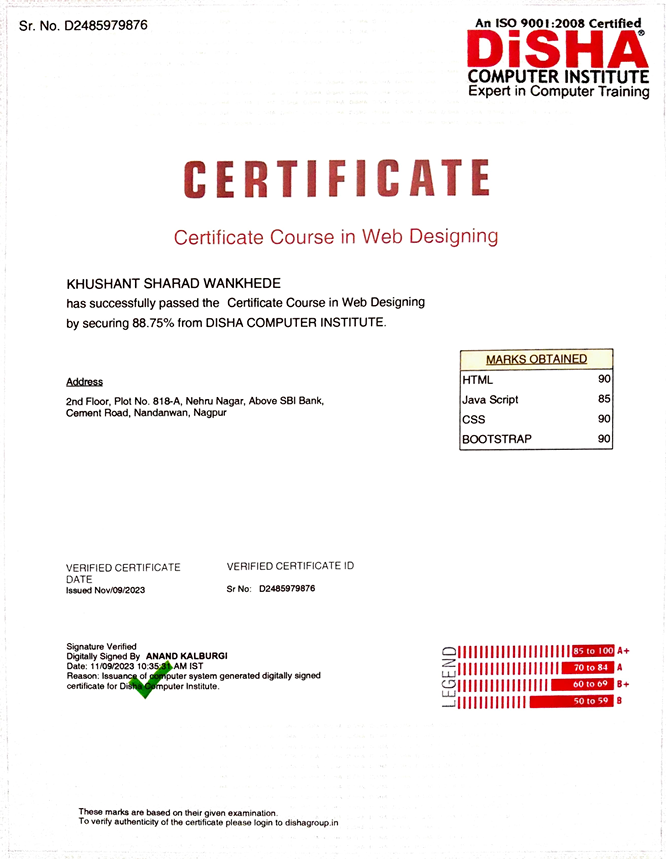 Sr. No. D2485979876
An ISO 9001:2008 Certified
DiSHA®
COMPUTER INSTITUTE
Expert in Computer Training
CERTIFICATE
Certificate Course in Web Designing
KHUSHANT SHARAD WANKHEDE
has successfully passed the Certificate Course in Web Designing
by securing 88.75% from DISHA COMPUTER INSTITUTE.
Address
2nd Floor, Plot No. 818-A, Nehru Nagar, Above SBI Bank,
Cement Road, Nandanwan, Nagpur
MARKS OBTAINED
HTML 90
Java Script 85
CSS 90
BOOTSTRAP 90
VERIFIED CERTIFICATE
DATE
Issued Nov/09/2023
VERIFIED CERTIFICATE ID
Sr No: D2485979876
Signature Verified
Digitally Signed By ANAND KALBURGI
Date: 11/09/2023 10:35:31 AM IST
Reason: Issuance of computer system generated digitally signed
certificate for Disha Computer Institute.
LEGEND
85 to 100 A+
70 to 84 A
60 to 69 B+
50 to 59 B
These marks are based on their given examination.
To verify authenticity of the certificate please login to dishagroup.in